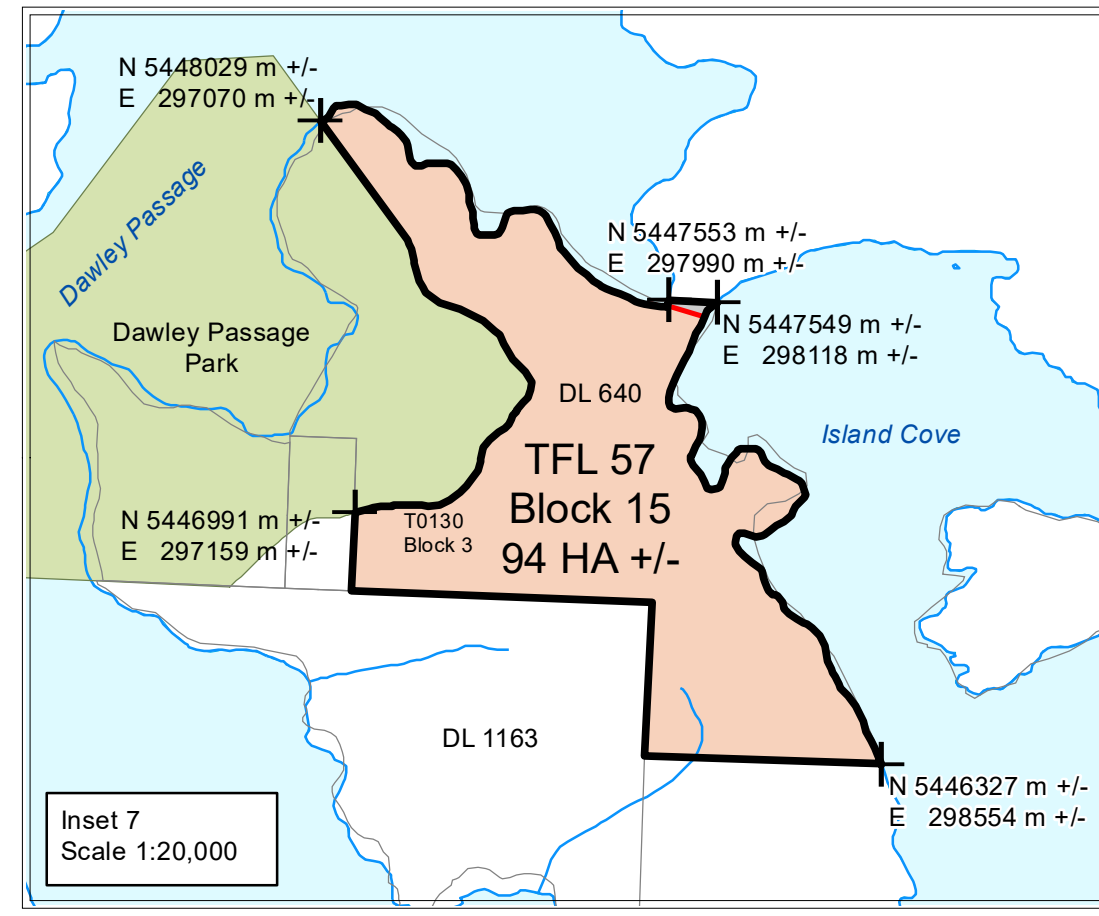 N 5448029 m +/-
E 297070 m +/-
Dawley Passage
N 5447553 m +/-
E 297990 m +/-
Dawley Passage
Park
N 5447549 m +/-
E 298118 m +/-
DL 640
Island Cove
TFL 57
Block 15
94 HA +/-
N 5446991 m +/-
E 297159 m +/-
T0130
Block 3
DL 1163
N 5446327 m +/-
E 298554 m +/-
Inset 7
Scale 1:20,000